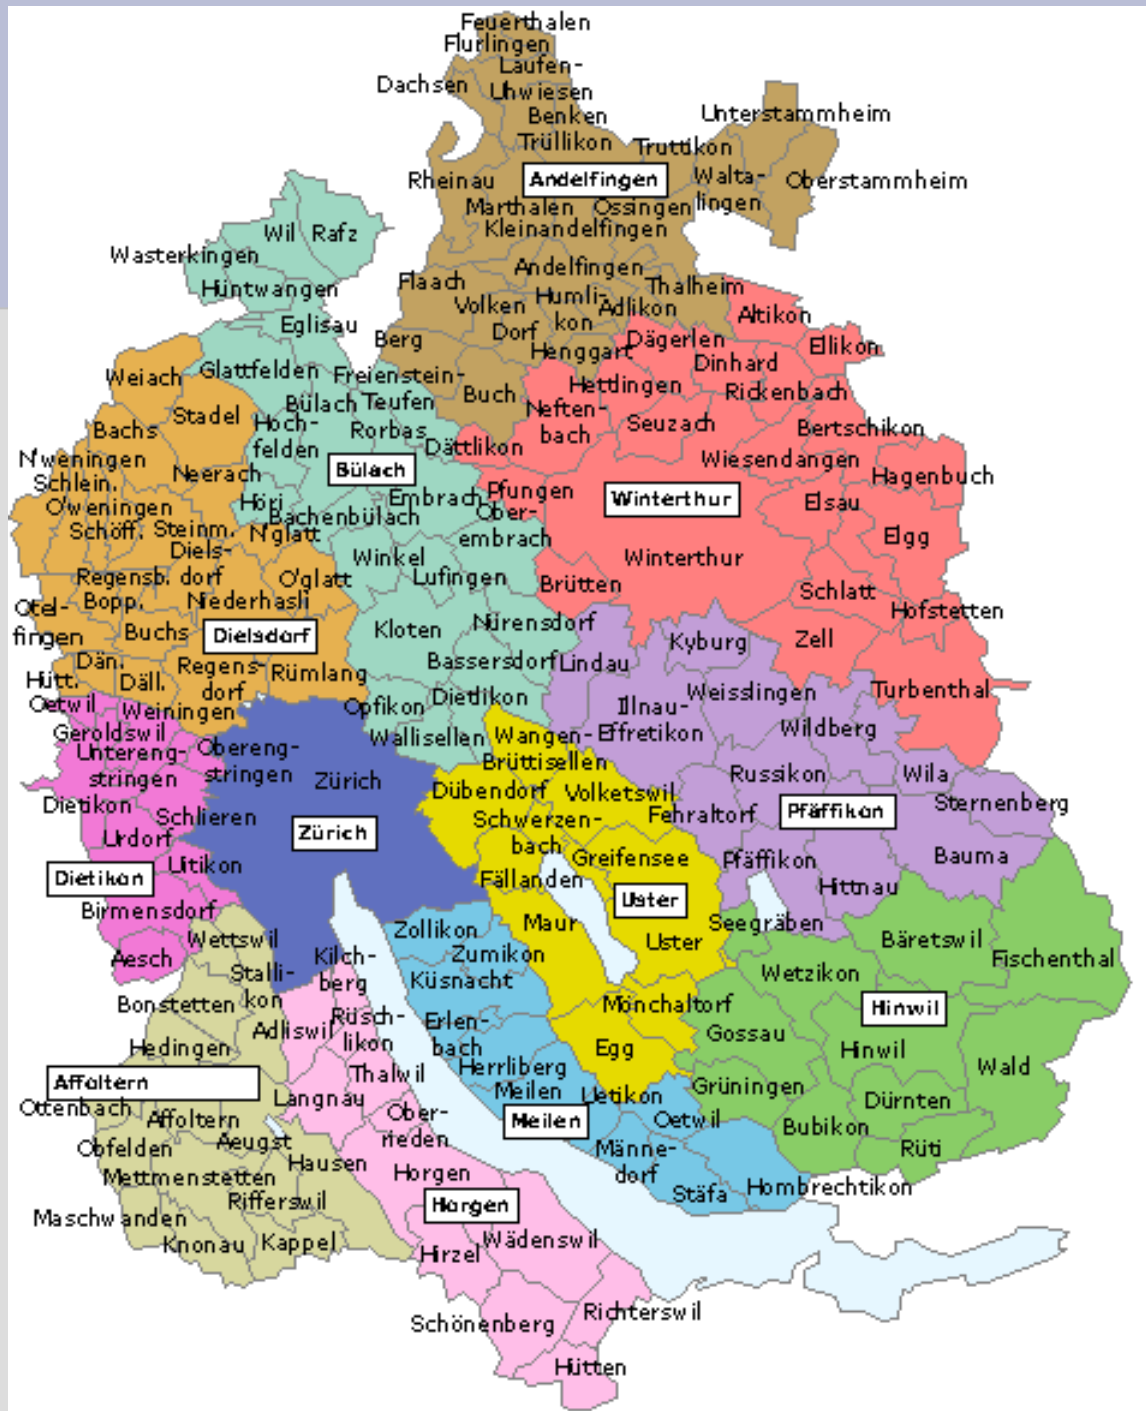 Feuerthalen
Flurlingen
Laufen-
Uhwiesen
Dachsen
Benken
Trüllikon
Truttikon
Unterstammheim
Rheinau
Andelfingen
Walta-
lingen
Oberstammheim
Marthalen
Ossingen
Kleinandelfingen
Wil
Rafz
Wasterkingen
Hüntwangen
Flaach
Andelfingen
Volken
Humli-
kon
Adlikon
Thalheim
Dorf
Berg
Henggart
Buch
Eglisau
Glattfelden
Freienstein-
Teufen
Bülach
Hoch-
felden
Rorbas
Bülach
Höri
Embrach
Bachenbülach
Ober-
embrach
Winkel
Lufingen
Kloten
Nürensdorf
Bassersdorf
Dietlikon
Opfikon
Wallisellen
Altikon
Ellikon
Dägerlen
Dinhard
Rickenbach
Hettlingen
Neften-
bach
Seuzach
Bertschikon
Dättlikon
Wiesendangen
Hagenbuch
Pfungen
Winterthur
Elsau
Elgg
Winterthur
Brütten
Schlatt
Hofstetten
Zell
Turbenthal
Weiach
Stadel
Bachs
N'weningen
Schlein.
Neerach
O'weningen
Schöff.
Steinm.
N'glatt
Diels-
dorf
Regensb.
O'glatt
Bopp.
Niederhasli
Otel-
fingen
Buchs
Dielsdorf
Dän.
Hütt.
Däll.
Regens-
dorf
Rümlang
Oetwil
Weiningen
Geroldswil
Untereng-
stringen
Obereng-
stringen
Dietikon
Schlieren
Urdorf
Dietikon
Uitikon
Birmensdorf
Aesch
Zürich
Zürich
Lindau
Kyburg
Weisslingen
Illnau-
Effretikon
Wildberg
Russikon
Wila
Sternenberg
Fehraltorf
Pfäffikon
Pfäffikon
Bauma
Hittnau
Wangen-
Brüttisellen
Dübendorf
Volketswil
Schwerzen-
bach
Greifensee
Fällanden
Uster
Maur
Uster
Mönchaltorf
Egg
Seegräben
Bäretswil
Fischenthal
Wetzikon
Hinwil
Gossau
Hinwil
Wald
Grüningen
Dürnten
Bubikon
Rüti
Zollikon
Zumikon
Küsnacht
Erlen-
bach
Herrliberg
Meilen
Uetikon
Meilen
Oetwil
Männe-
dorf
Stäfa
Hombrechtikon
Wettswil
Stalli-
kon
Bonstetten
Hedingen
Affoltern
Ottenbach
Affoltern
Obfelden
Aeugst
Hausen
Mettmenstetten
Rifferswil
Maschwanden
Knonau
Kappel
Kilch-
berg
Adliswil
Rüsch-
likon
Thalwil
Langnau
Ober-
rieden
Horgen
Horgen
Hirzel
Wädenswil
Schönenberg
Richterswil
Hütten